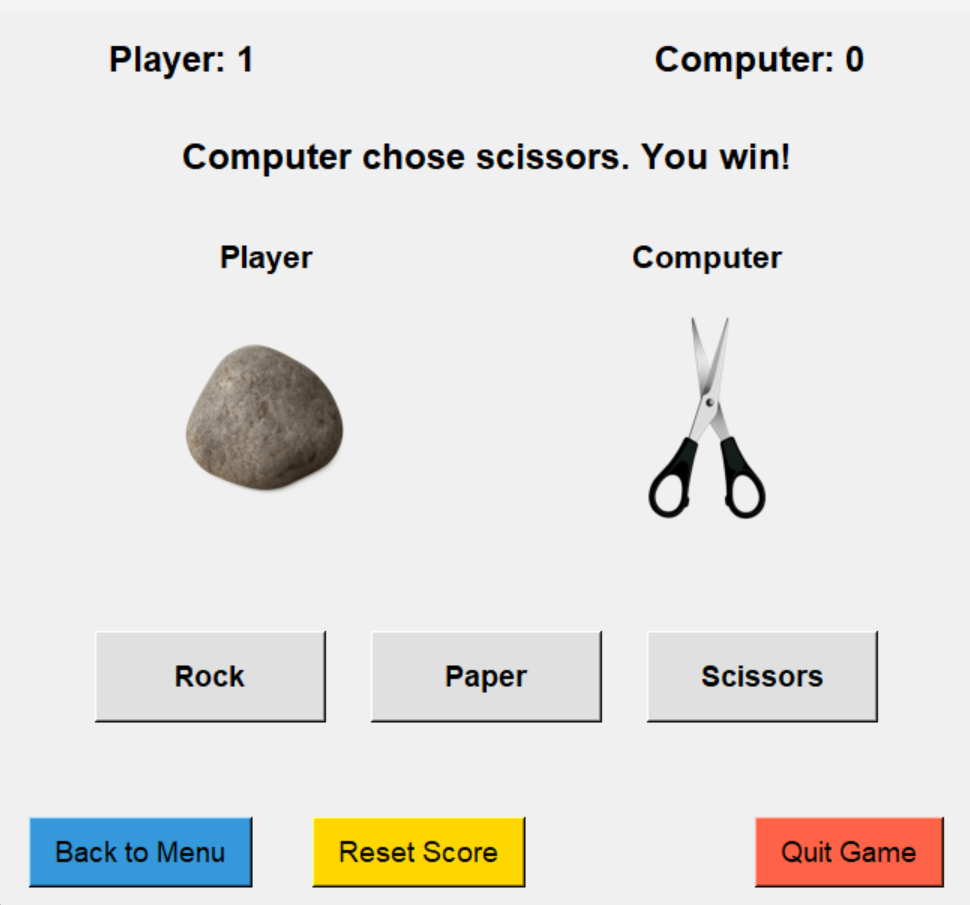 Player: 1 Computer: 0
Computer chose scissors. You win!
Player Computer
Rock Paper Scissors
Back to Menu Reset Score Quit Game